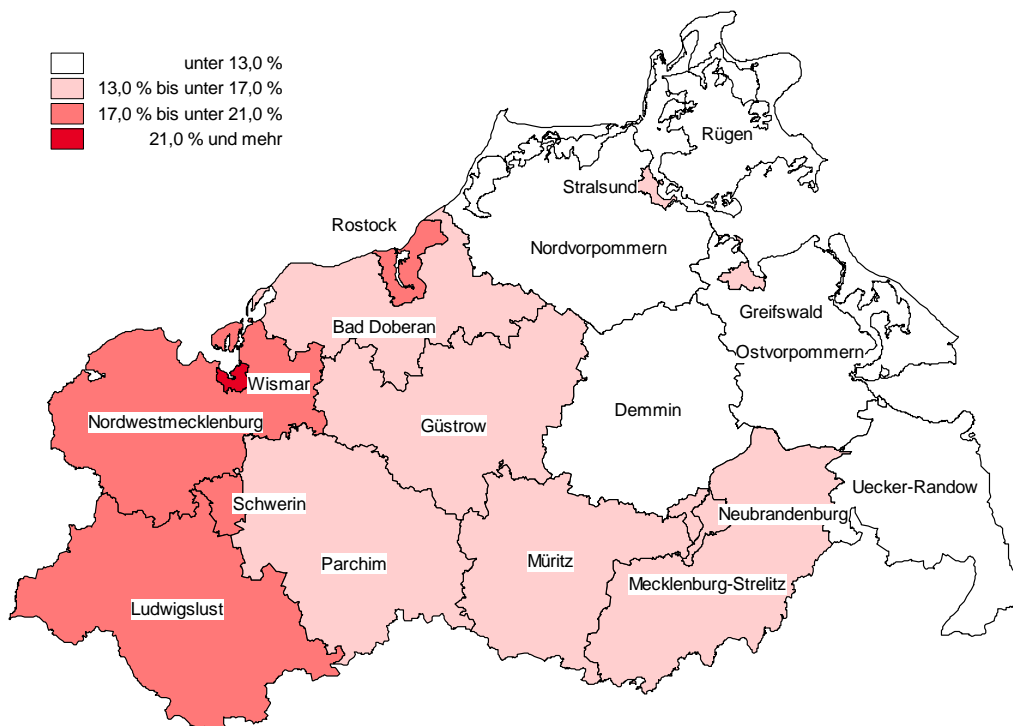 unter 13,0 %
13,0 % bis unter 17,0 %
17,0 % bis unter 21,0 %
21,0 % und mehr
Rügen
Stralsund
Rostock
Nordvorpommern
Greifswald
Bad Doberan
Ostvorpommern
Wismar
Demmin
Nordwestmecklenburg
Güstrow
Uecker-Randow
Schwerin
Neubrandenburg
Parchim
Müritz
Mecklenburg-Strelitz
Ludwigslust